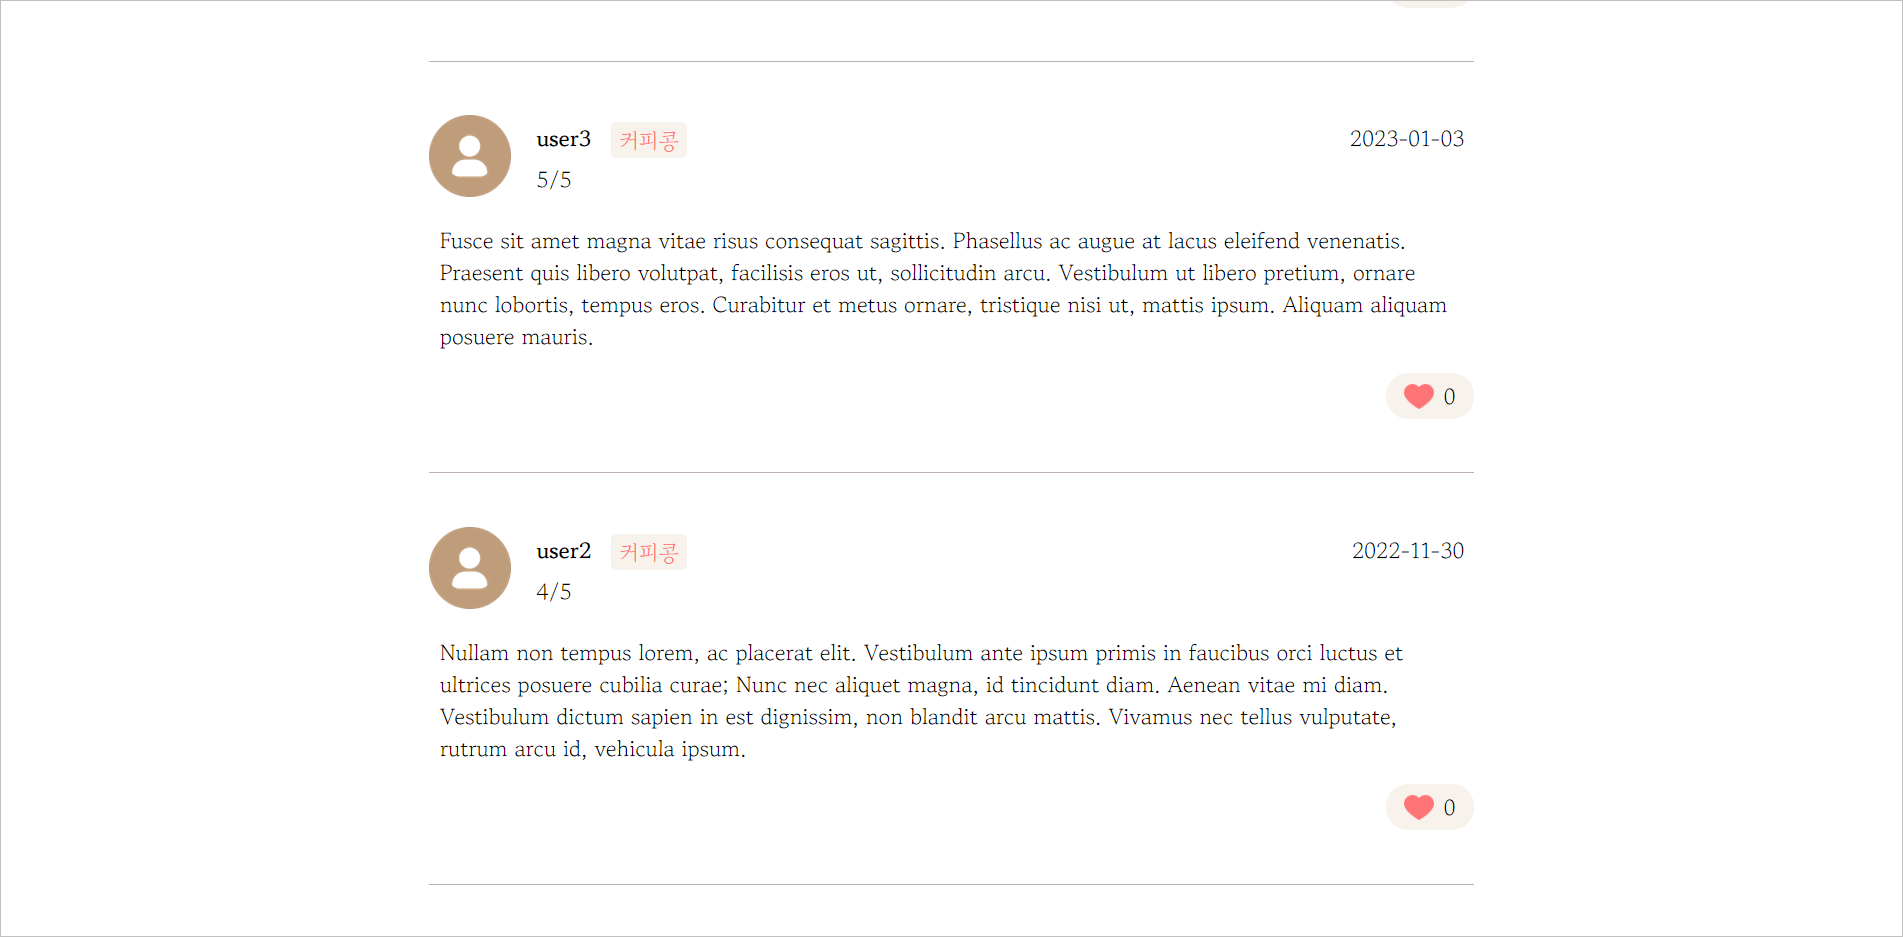 user3 커피콩 2023-01-03
5/5
Fusce sit amet magna vitae risus consequat sagittis. Phasellus ac augue at lacus eleifend venenatis.
Praesent quis libero volutpat, facilisis eros ut, sollicitudin arcu. Vestibulum ut libero pretium, ornare
nunc lobortis, tempus eros. Curabitur et metus ornare, tristique nisi ut, mattis ipsum. Aliquam aliquam
posuere mauris.
0
user2 커피콩 2022-11-30
4/5
Nullam non tempus lorem, ac placerat elit. Vestibulum ante ipsum primis in faucibus orci luctus et
ultrices posuere cubilia curae; Nunc nec aliquet magna, id tincidunt diam. Aenean vitae mi diam.
Vestibulum dictum sapien in est dignissim, non blandit arcu mattis. Vivamus nec tellus vulputate,
rutrum arcu id, vehicula ipsum.
0